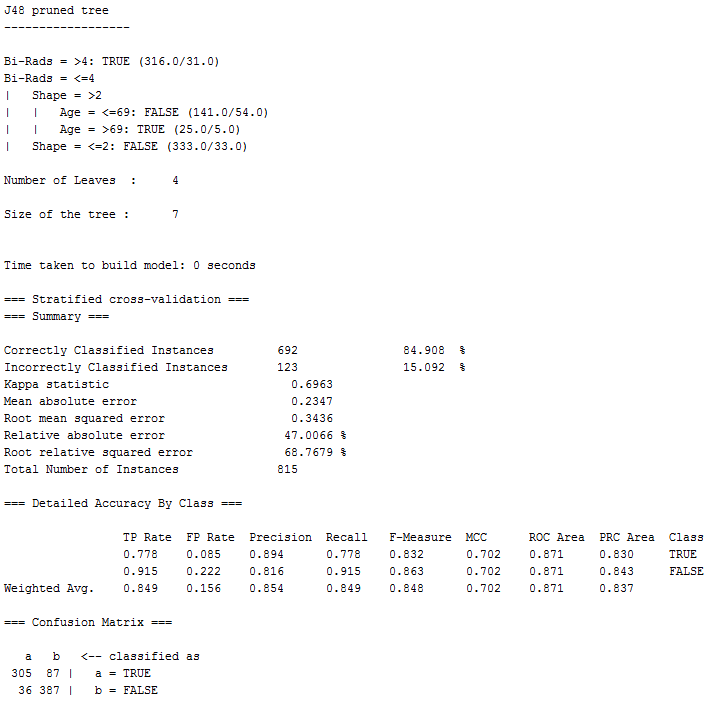 J48 pruned tree
------------------
Bi-Rads = >4: TRUE (316.0/31.0)
Bi-Rads = <=4
|   Shape = >2
|   |   Age = <=69: FALSE (141.0/54.0)
|   |   Age = >69: TRUE (25.0/5.0)
|   Shape = <=2: FALSE (333.0/33.0)
Number of Leaves  :     4
Size of the tree :      7
Time taken to build model: 0 seconds
=== Stratified cross-validation ===
=== Summary ===
Correctly Classified Instances         692               84.908  %
Incorrectly Classified Instances       123               15.092  %
Kappa statistic                          0.6963
Mean absolute error                      0.2347
Root mean squared error                  0.3436
Relative absolute error                 47.0066 %
Root relative squared error             68.7679 %
Total Number of Instances              815
=== Detailed Accuracy By Class ===
                 TP Rate  FP Rate  Precision  Recall   F-Measure  MCC      ROC Area  PRC Area  Class
                 0.778    0.085    0.894      0.778    0.832      0.702    0.871     0.830     TRUE
                 0.915    0.222    0.816      0.915    0.863      0.702    0.871     0.843     FALSE
Weighted Avg.    0.849    0.156    0.854      0.849    0.848      0.702    0.871     0.837
=== Confusion Matrix ===
   a   b   <-- classified as
 305  87 |   a = TRUE
  36 387 |   b = FALSE